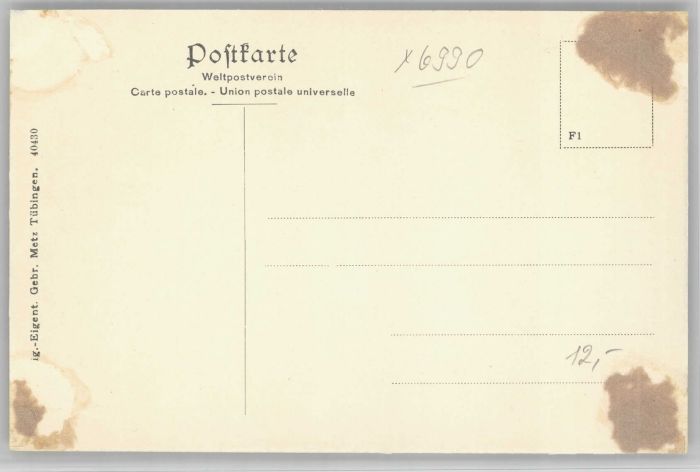 Poſtkarte
Weltpostverein
Carte postale. - Union postale universelle
x6990
F1
ig.-Eigent. Gebr. Metz Tübingen. 40430
12,-